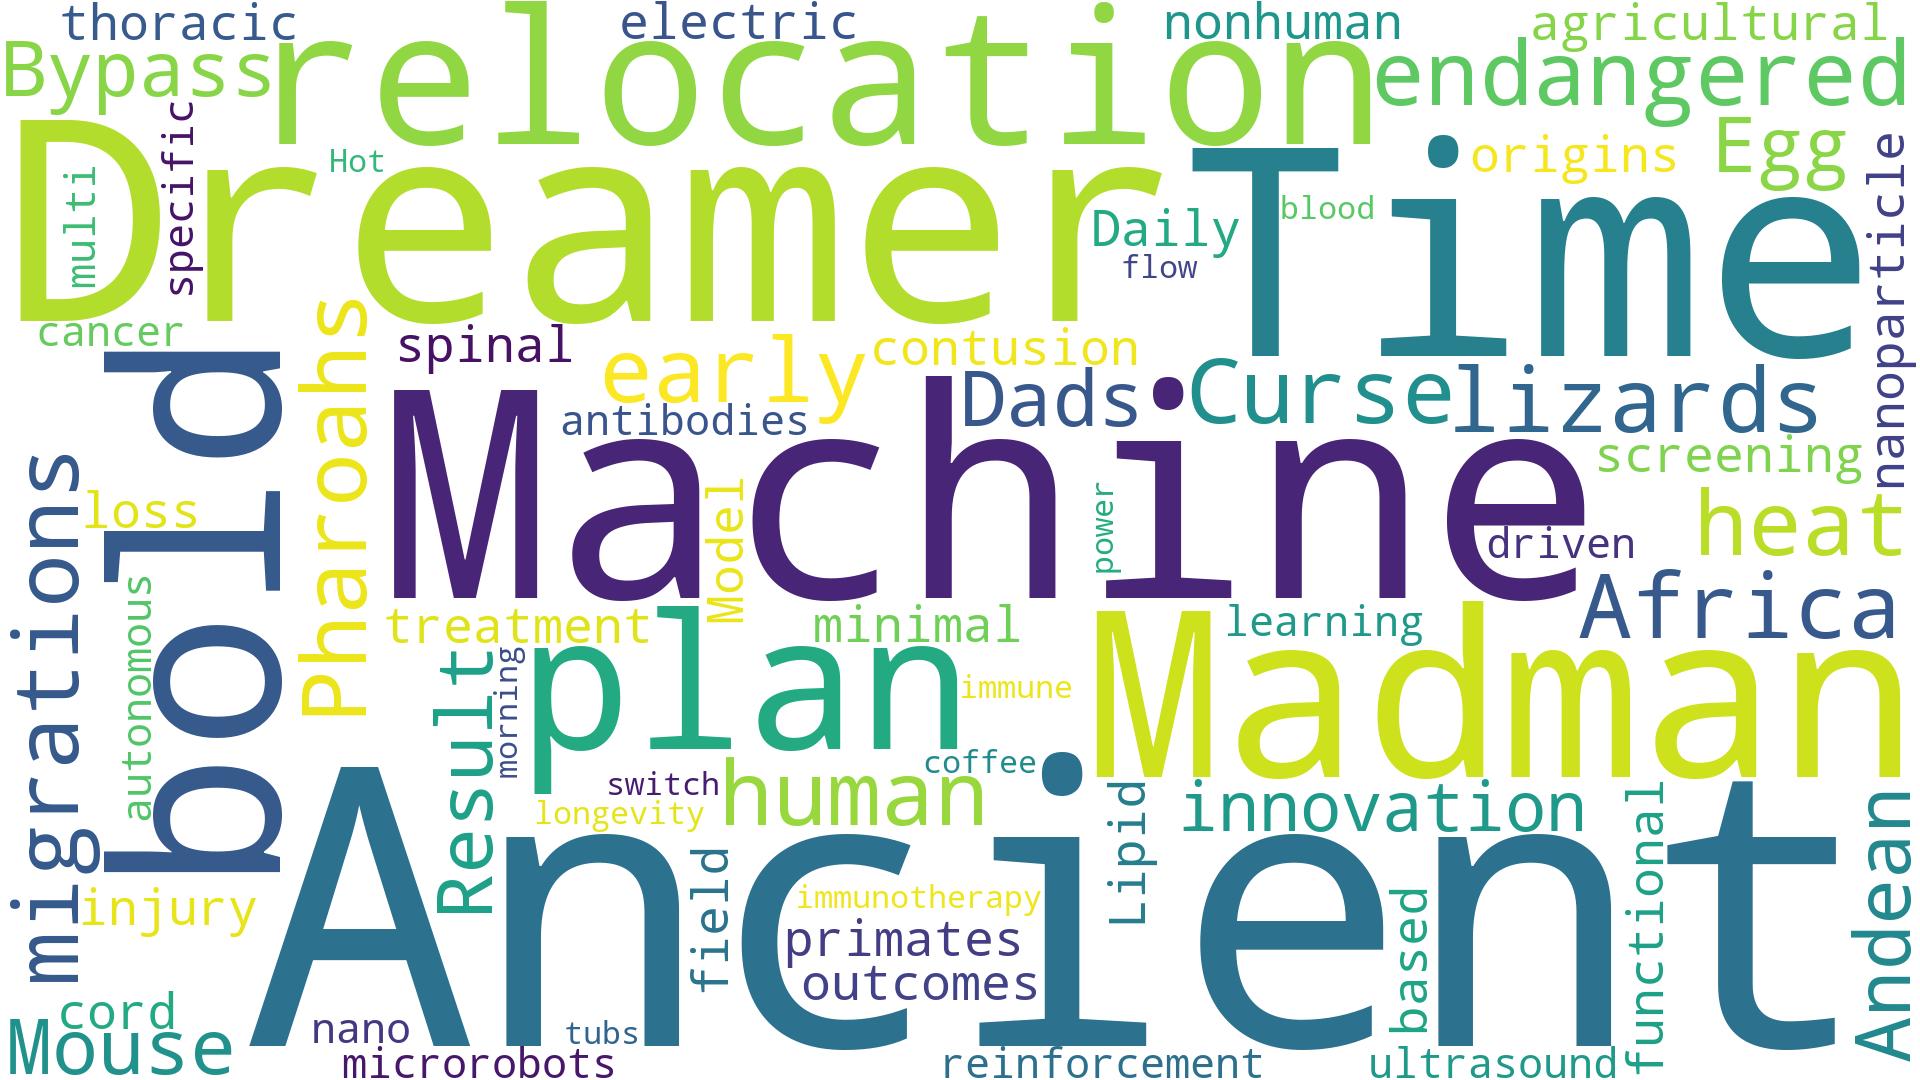 thoracic
electric
nonhuman
agricultural
Bypass
relocation
endangered
Dreamer
Time
specific
multi
Hot
origins
Egg
nanoparticle
Daily
blood
flow
cancer
bold
Pharoahs
spinal
early
contusion
Dads
Curse
lizards
antibodies
Machine
screening
migrations
loss
Model
power
driven
heat
autonomous
Africa
treatment
plan
minimal
Madman
learning
Result
morning
immune
coffee
switch
human
longevity
Ancient
Lipid
innovation
functional
Andean
injury
field
immunotherapy
primates
outcomes
based
cord
Mouse
nano
tubs
microrobots
reinforcement
ultrasound